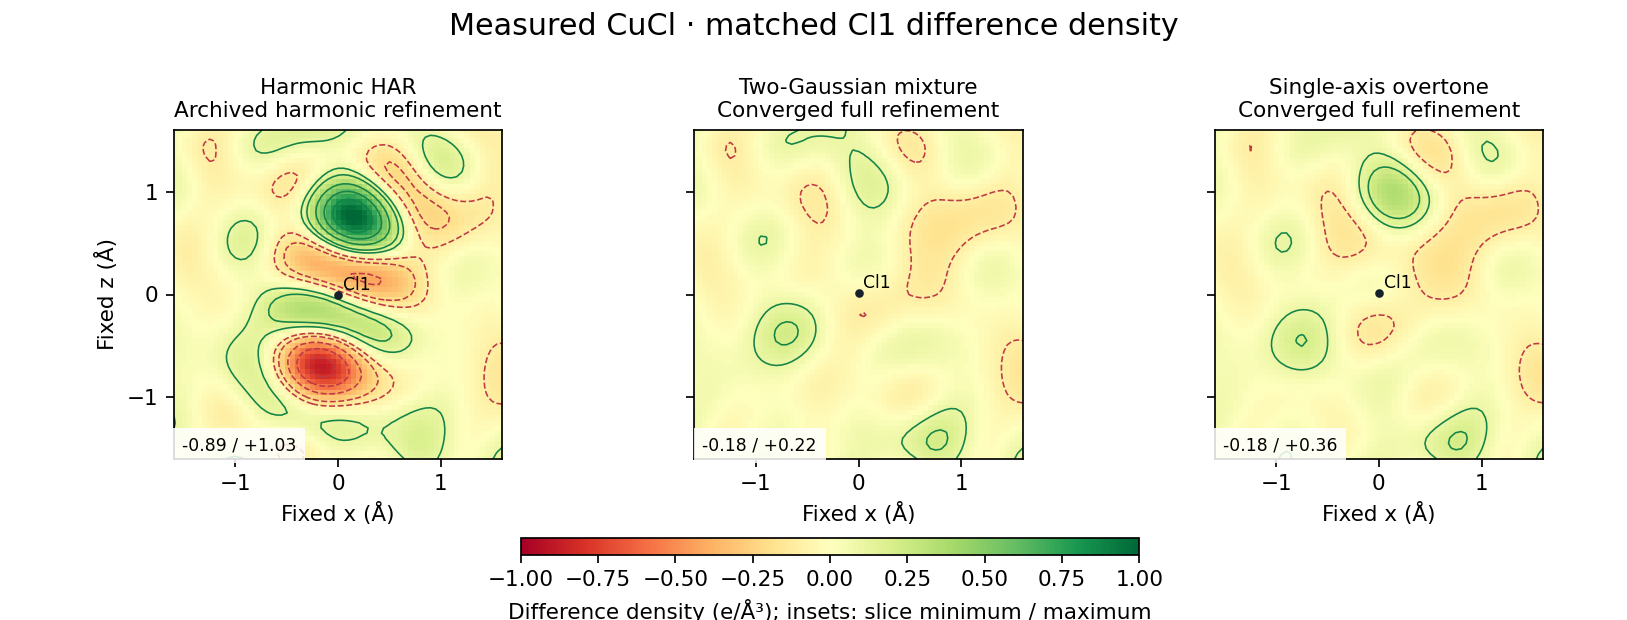 Measured CuCl · matched Cl1 difference density
Harmonic HAR
Archived harmonic refinement
Two-Gaussian mixture
Converged full refinement
Single-axis overtone
Converged full refinement
Fixed z (Å)
1
0
−1
Cl1
-0.89 / +1.03
Cl1
-0.18 / +0.22
Cl1
-0.18 / +0.36
−1 0 1
−1 0 1
−1 0 1
Fixed x (Å)
Fixed x (Å)
Fixed x (Å)
−1.00 −0.75 −0.50 −0.25 0.00 0.25 0.50 0.75 1.00
Difference density (e/Å³); insets: slice minimum / maximum